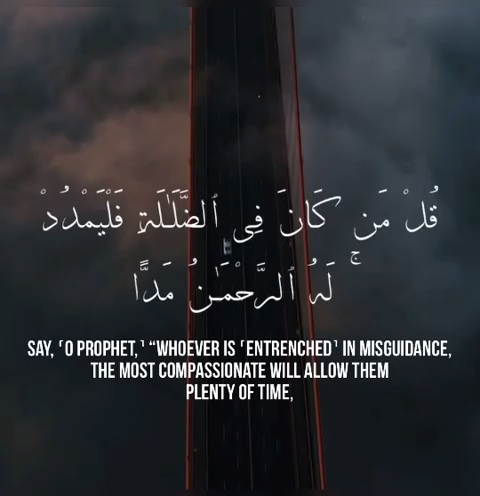 قُلْ مَن كَانَ فِى ٱلضَّلَـٰلَةِ فَلْيَمْدُدْ
لَهُ ٱلرَّحْمَـٰنُ مَدًّا ۚ
SAY, ˹O PROPHET,˺ “WHOEVER IS ˹ENTRENCHED˺ IN MISGUIDANCE,
THE MOST COMPASSIONATE WILL ALLOW THEM
PLENTY OF TIME,